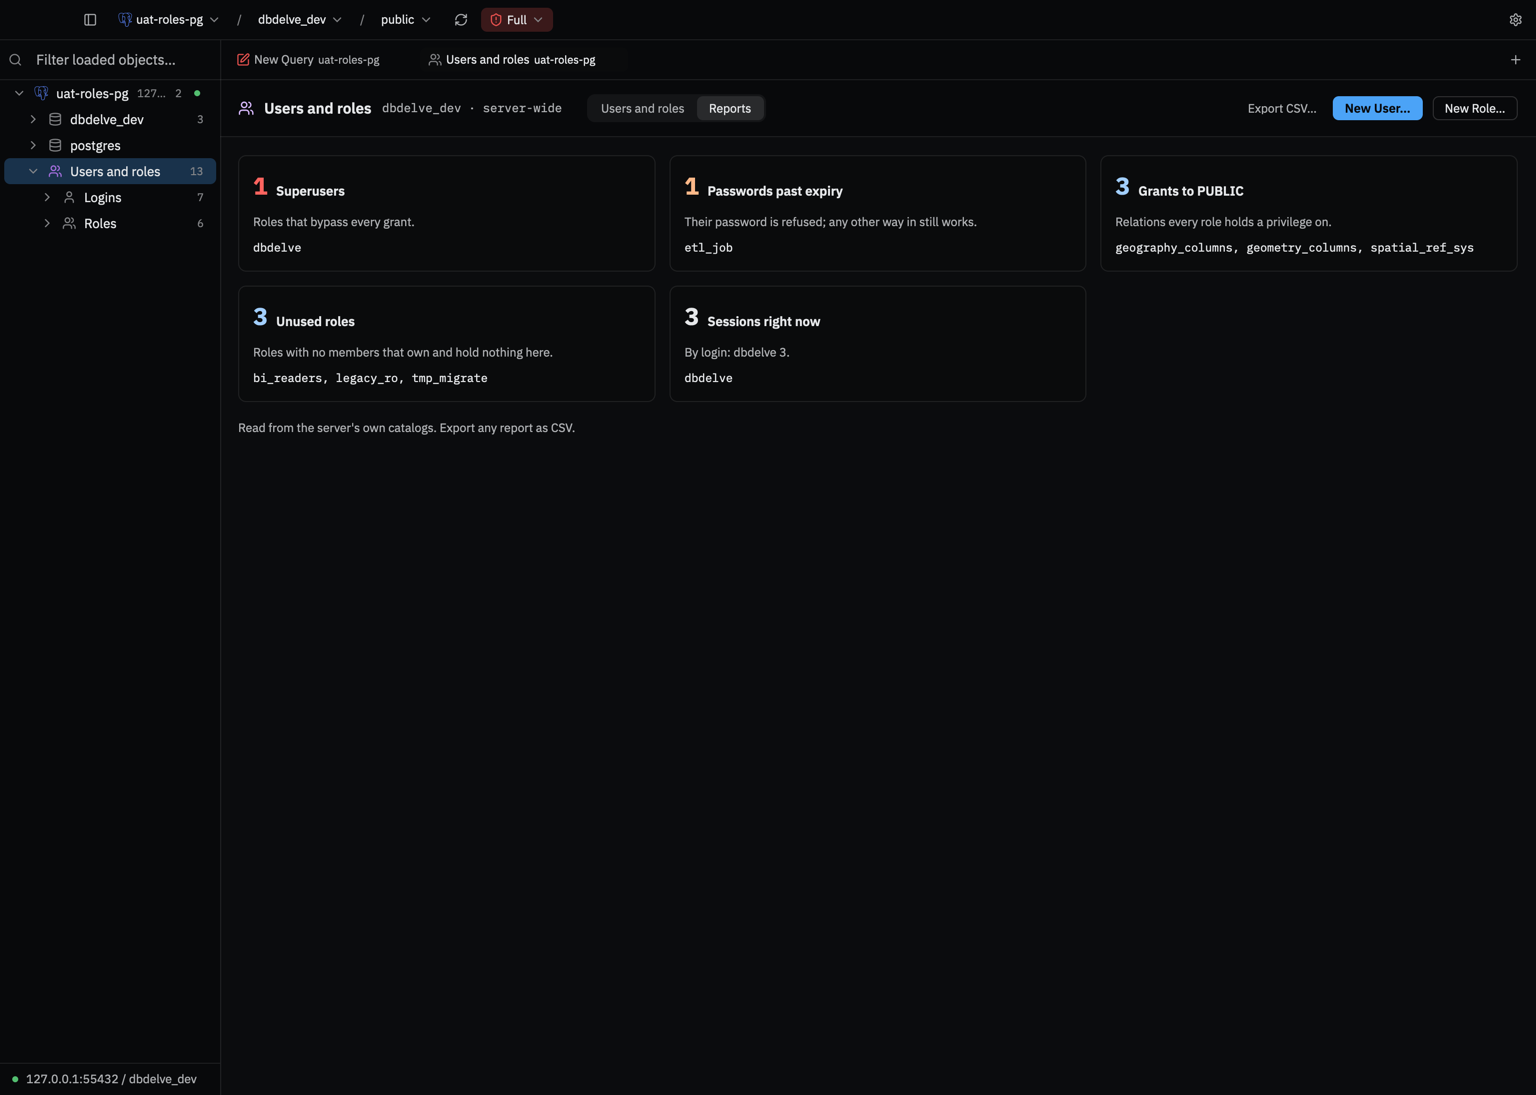 uat-roles-pg / dbdelve_dev / public Full
Filter loaded objects...
New Query uat-roles-pg
Users and roles uat-roles-pg
uat-roles-pg 127... 2
dbdelve_dev 3
postgres
Users and roles 13
Logins 7
Roles 6
Users and roles dbdelve_dev · server-wide
Users and roles Reports
Export CSV... New User... New Role...
1 Superusers
Roles that bypass every grant.
dbdelve
1 Passwords past expiry
Their password is refused; any other way in still works.
etl_job
3 Grants to PUBLIC
Relations every role holds a privilege on.
geography_columns, geometry_columns, spatial_ref_sys
3 Unused roles
Roles with no members that own and hold nothing here.
bi_readers, legacy_ro, tmp_migrate
3 Sessions right now
By login: dbdelve 3.
dbdelve
Read from the server's own catalogs. Export any report as CSV.
127.0.0.1:55432 / dbdelve_dev